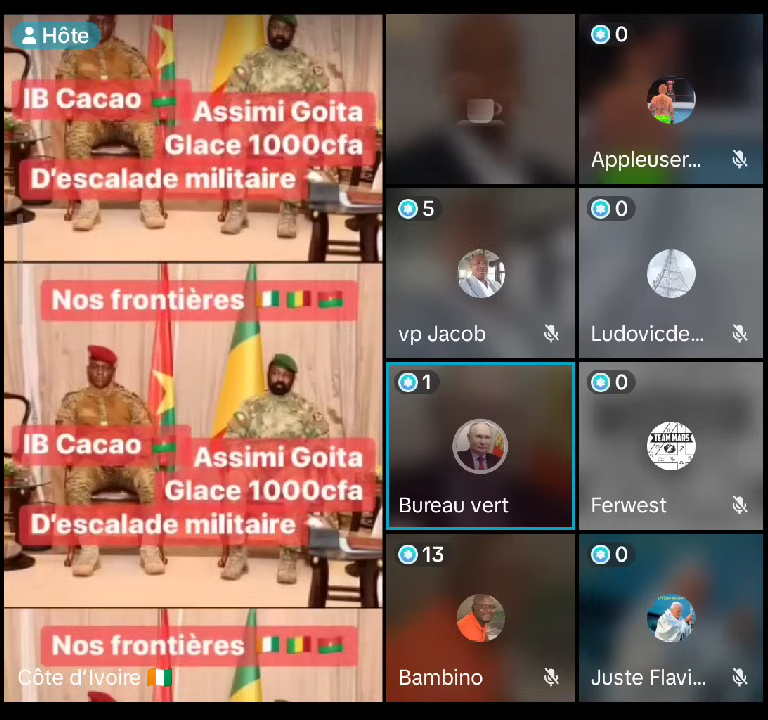 Hôte
IB Cacao
Assimi Goita
Glace 1000cfa
D'escalade militaire
Nos frontières
IB Cacao
Assimi Goita
Glace 1000cfa
D'escalade militaire
Nos frontières
Côte d'Ivoire
0
Appleuser...
5
vp Jacob
0
Ludovicde...
1
Bureau vert
0
TEAM MARS
Ferwest
13
Bambino
0
Juste Flavi...